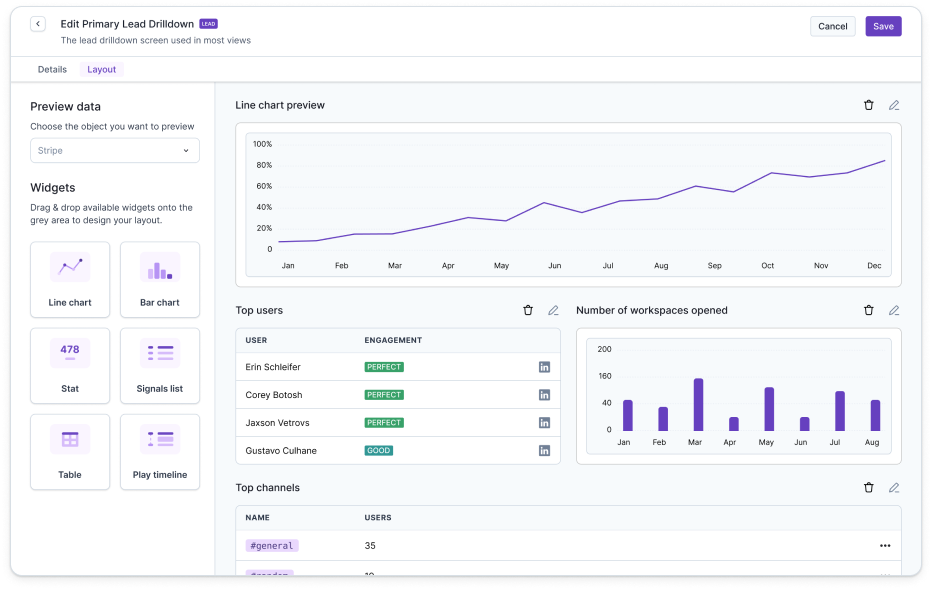 Edit Primary Lead Drilldown LEAD
The lead drilldown screen used in most views
Cancel
Save
Details
Layout
Preview data
Choose the object you want to preview
Stripe
Widgets
Drag & drop available widgets onto the
grey area to design your layout.
Line chart
Bar chart
478
Stat
Signals list
Table
Play timeline
Line chart preview
100%
80%
60%
40%
20%
0
Jan Feb Mar Apr May Jun Jul Aug Sep Oct Nov Dec
Top users
USER ENGAGEMENT
Erin Schleifer PERFECT in
Corey Botosh PERFECT in
Jaxson Vetrovs PERFECT in
Gustavo Culhane GOOD in
Number of workspaces opened
200
160
40
0
Jan Feb Mar Apr May Jun Jul Aug
Top channels
NAME USERS
#general 35